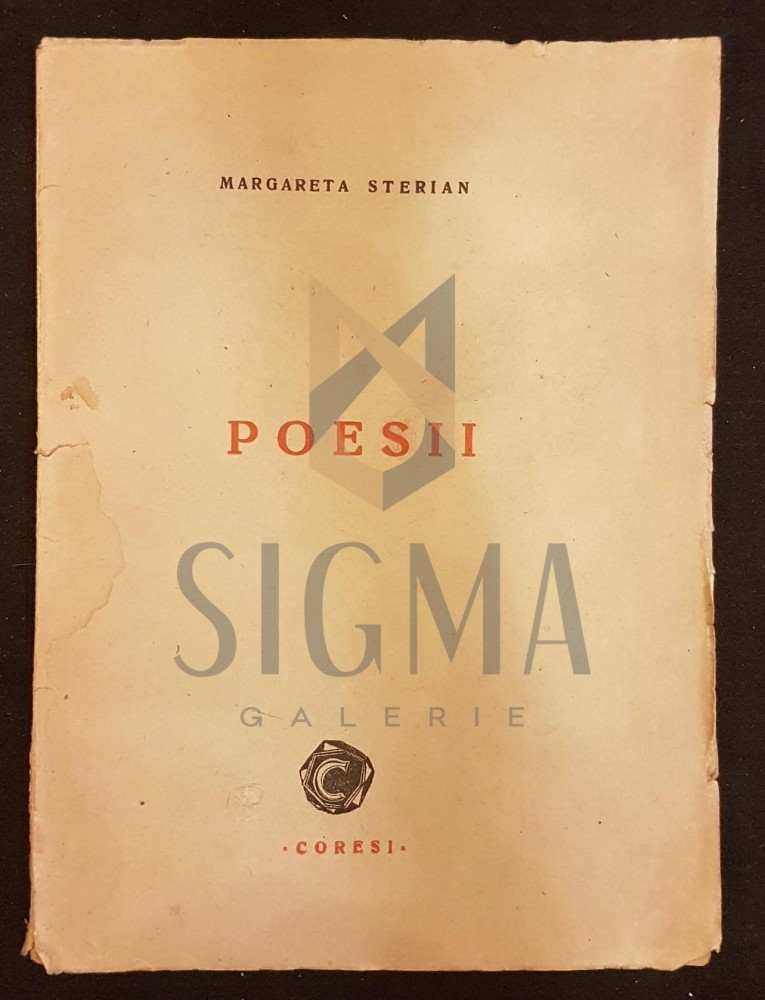 MARGARETA STERIAN
POESII
SIGMA
GALERIE
C
· CORESI ·